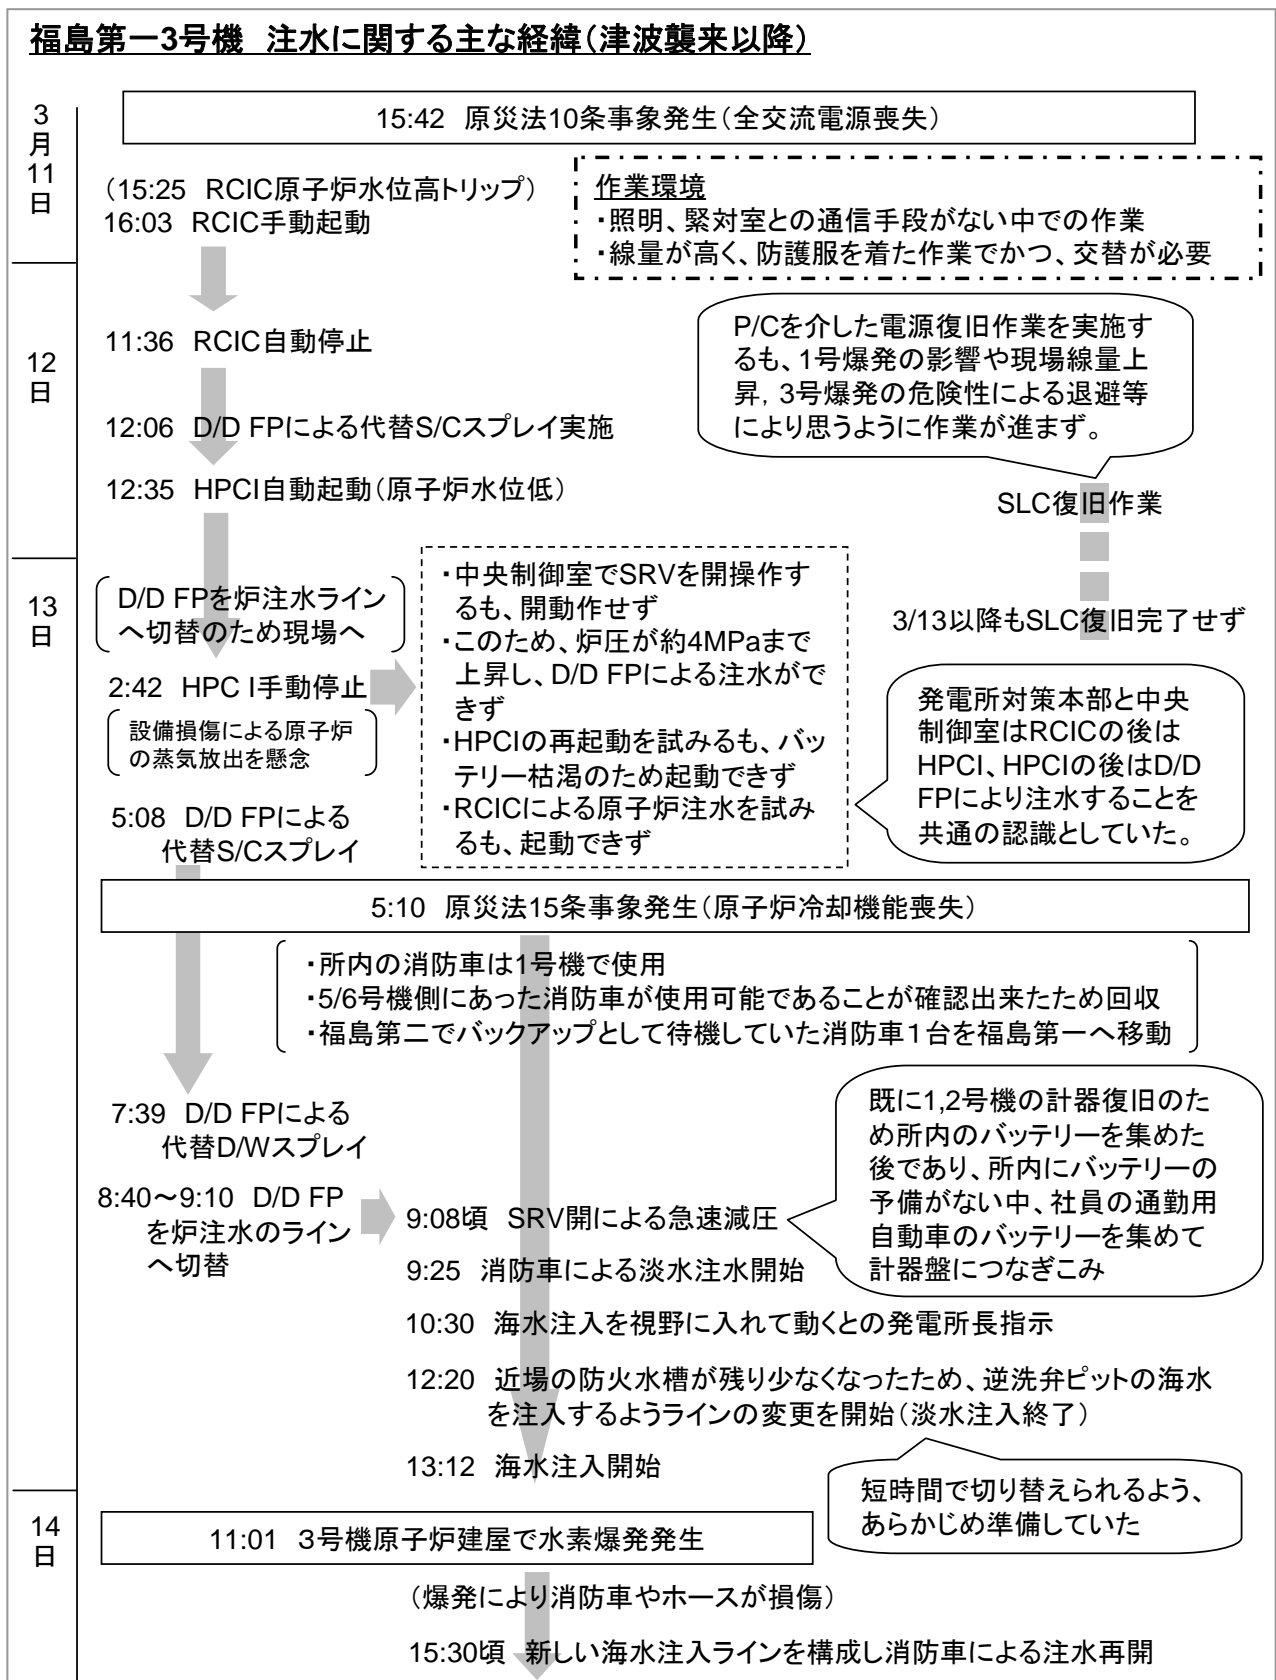 福島第一3号機 注水に関する主な経緯(津波襲来以降)
3
月
11
日
15:42 原災法10条事象発生(全交流電源喪失)
(15:25 RCIC原子炉水位高トリップ)
16:03 RCIC手動起動
作業環境
・照明、緊対室との通信手段がない中での作業
・線量が高く、防護服を着た作業でかつ、交替が必要
12
日
11:36 RCIC自動停止
12:06 D/D FPによる代替S/Cスプレイ実施
12:35 HPCI自動起動(原子炉水位低)
P/Cを介した電源復旧作業を実施す
るも、1号爆発の影響や現場線量上
昇，3号爆発の危険性による退避等
により思うように作業が進まず。
SLC復旧作業
3/13以降もSLC復旧完了せず
13
日
D/D FPを炉注水ライン
へ切替のため現場へ
2:42 HPC I手動停止
設備損傷による原子炉
の蒸気放出を懸念
・中央制御室でSRVを開操作す
るも、開動作せず
・このため、炉圧が約4MPaまで
上昇し、D/D FPによる注水がで
きず
・HPCIの再起動を試みるも、バッ
テリー枯渇のため起動できず
・RCICによる原子炉注水を試み
るも、起動できず
発電所対策本部と中央
制御室はRCICの後は
HPCI、HPCIの後はD/D
FPにより注水することを
共通の認識としていた。
5:08 D/D FPによる
代替S/Cスプレイ
5:10 原災法15条事象発生(原子炉冷却機能喪失)
・所内の消防車は1号機で使用
・5/6号機側にあった消防車が使用可能であることが確認出来たため回収
・福島第二でバックアップとして待機していた消防車1台を福島第一へ移動
7:39 D/D FPによる
代替D/Wスプレイ
8:40～9:10 D/D FP
を炉注水のライン
へ切替
9:08頃 SRV開による急速減圧
既に1,2号機の計器復旧のた
め所内のバッテリーを集めた
後であり、所内にバッテリーの
予備がない中、社員の通勤用
自動車のバッテリーを集めて
計器盤につなぎこみ
9:25 消防車による淡水注水開始
10:30 海水注入を視野に入れて動くとの発電所長指示
12:20 近場の防火水槽が残り少なくなったため、逆洗弁ピットの海水
を注入するようラインの変更を開始(淡水注入終了)
13:12 海水注入開始
短時間で切り替えられるよう、
あらかじめ準備していた
14
日
11:01 3号機原子炉建屋で水素爆発発生
(爆発により消防車やホースが損傷)
15:30頃 新しい海水注入ラインを構成し消防車による注水再開